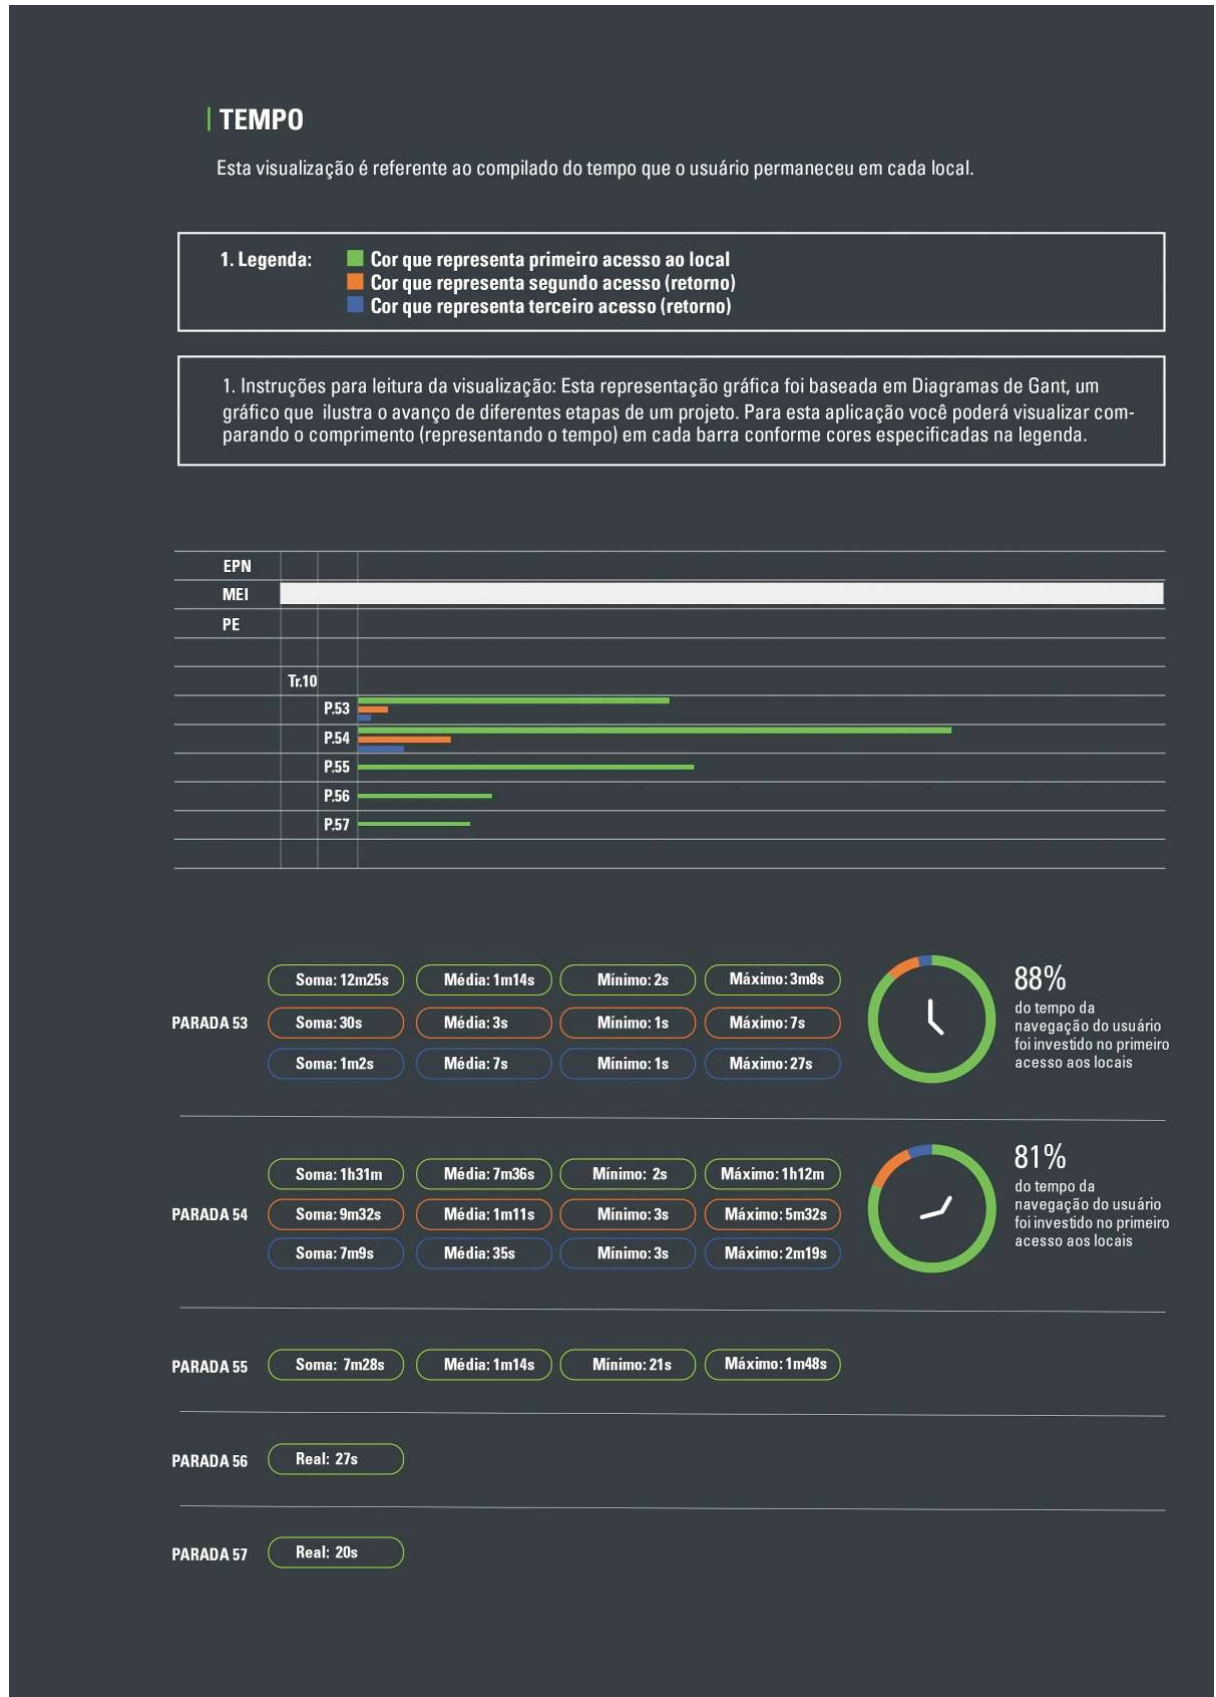 TEMPO
Esta visualização é referente ao compilado do tempo que o usuário permaneceu em cada local.
1. Legenda:
Cor que representa primeiro acesso ao local
Cor que representa segundo acesso (retorno)
Cor que representa terceiro acesso (retorno)
1. Instruções para leitura da visualização: Esta representação gráfica foi baseada em Diagramas de Gant, um
gráfico que ilustra o avanço de diferentes etapas de um projeto. Para esta aplicação você poderá visualizar com-
parando o comprimento (representando o tempo) em cada barra conforme cores especificadas na legenda.
EPN
MEI
PE
Tr.10
P.53
P.54
P.55
P.56
P.57
PARADA 53
Soma: 12m25s Média: 1m14s Mínimo: 2s Máximo: 3m8s
Soma: 30s Média: 3s Mínimo: 1s Máximo: 7s
Soma: 1m2s Média: 7s Mínimo: 1s Máximo: 27s
88%
do tempo da
navegação do usuário
foi investido no primeiro
acesso aos locais
PARADA 54
Soma: 1h31m Média: 7m36s Mínimo: 2s Máximo: 1h12m
Soma: 9m32s Média: 1m11s Mínimo: 3s Máximo: 5m32s
Soma: 7m9s Média: 35s Mínimo: 3s Máximo: 2m19s
81%
do tempo da
navegação do usuário
foi investido no primeiro
acesso aos locais
PARADA 55 Soma: 7m28s Média: 1m14s Mínimo: 21s Máximo: 1m48s
PARADA 56 Real: 27s
PARADA 57 Real: 20s